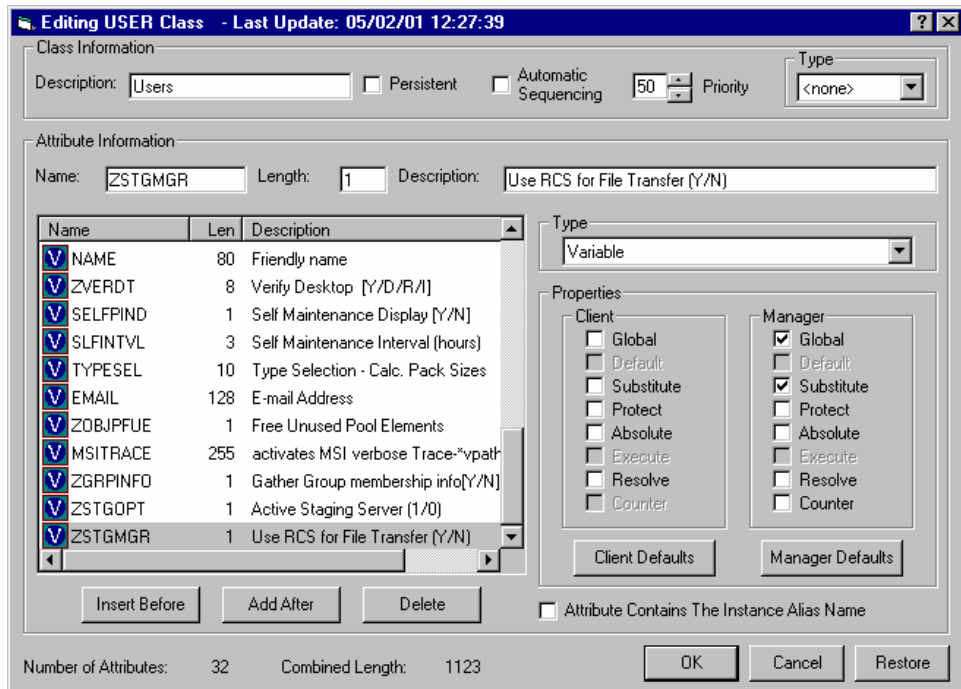 Editing USER Class - Last Update: 05/02/01 12:27:39
Class Information
Description: Users Persistent Automatic Sequencing 50 Priority
Type
<none>
Attribute Information
Name: ZSTGMGR Length: 1 Description: Use RCS for File Transfer (Y/N)
Name Len Description
V NAME 80 Friendly name
V ZVERDT 8 Verify Desktop [Y/D/R/I]
V SELFPIND 1 Self Maintenance Display [Y/N]
V SLFINTVL 3 Self Maintenance Interval (hours)
V TYPESEL 10 Type Selection - Calc. Pack Sizes
V EMAIL 128 E-mail Address
V ZOBJPFUE 1 Free Unused Pool Elements
V MSITRACE 255 activates MSI verbose Trace-*vpath
V ZGRPINFO 1 Gather Group membership info[Y/N]
V ZSTGOPT 1 Active Staging Server (1/0)
V ZSTGMGR 1 Use RCS for File Transfer (Y/N)
Insert Before Add After Delete
Type
Variable
Properties
Client
Global
Default
Substitute
Protect
Absolute
Execute
Resolve
Counter
Manager
Global
Default
Substitute
Protect
Absolute
Execute
Resolve
Counter
Client Defaults Manager Defaults
Attribute Contains The Instance Alias Name
Number of Attributes: 32 Combined Length: 1123
OK Cancel Restore